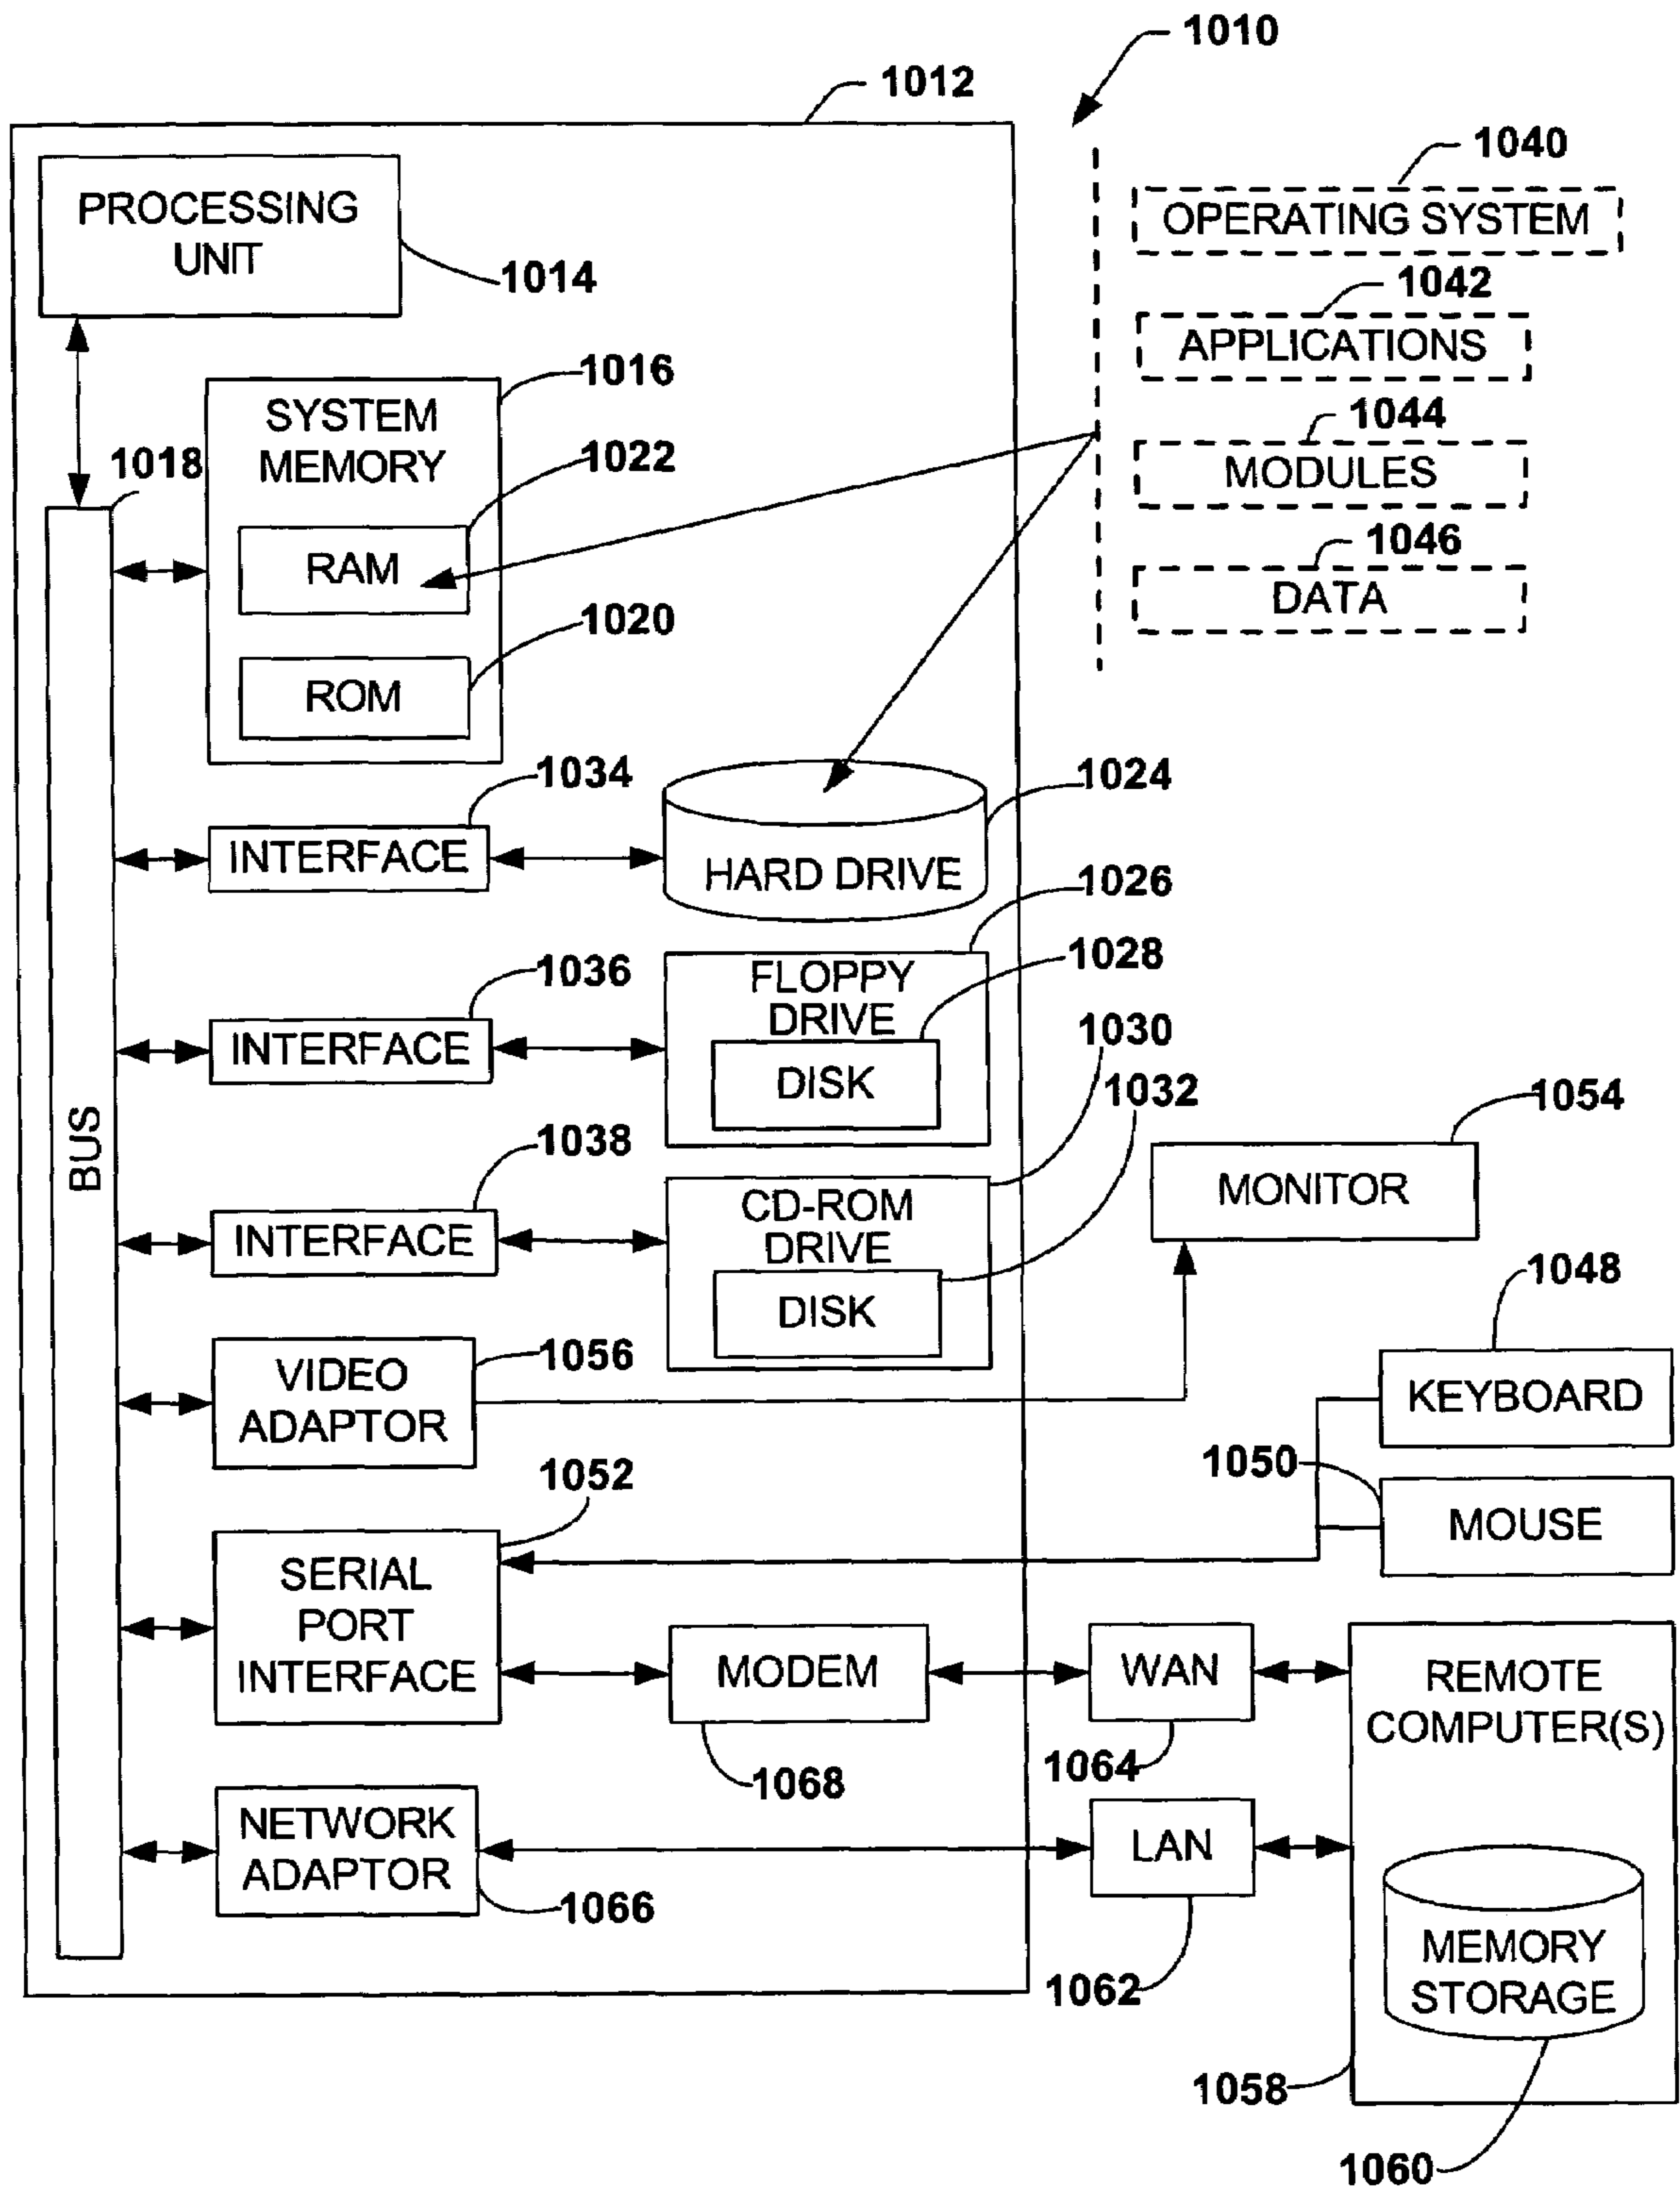 1010
1012
1040
PROCESSING
UNIT
OPERATING SYSTEM
1014
1042
APPLICATIONS
1016
SYSTEM
MEMORY
1044
1018
1022
MODULES
RAM
1046
DATA
1020
ROM
1034
1024
INTERFACE
HARD DRIVE
1026
1036
FLOPPY
DRIVE
1028
INTERFACE
DISK
1030
1032
1054
BUS
1038
CD-ROM
DRIVE
MONITOR
INTERFACE
DISK
1048
1056
VIDEO
ADAPTOR
KEYBOARD
1050
1052
MOUSE
SERIAL
PORT
INTERFACE
MODEM
WAN
REMOTE
COMPUTER(S)
1068
1064
NETWORK
ADAPTOR
LAN
1066
MEMORY
STORAGE
1062
1058
1060